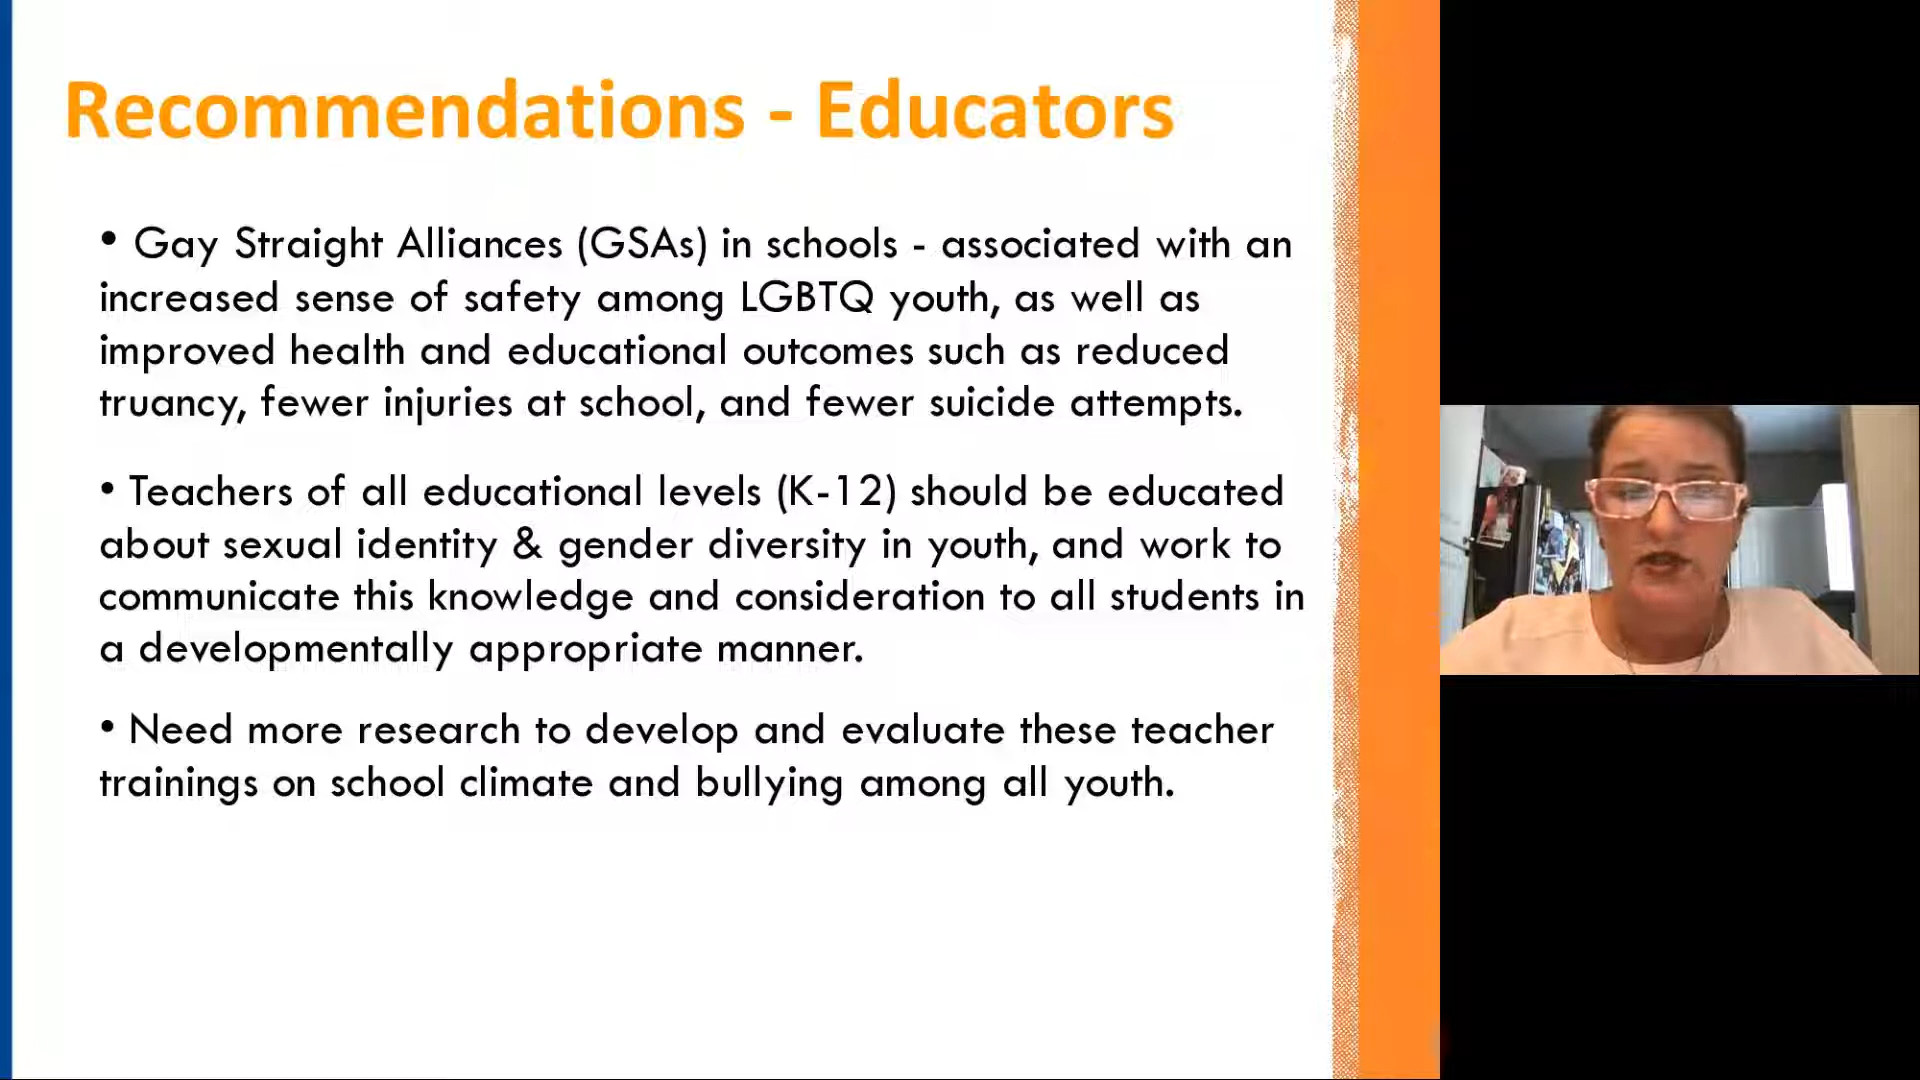 Recommendations - Educators
• Gay Straight Alliances (GSAs) in schools - associated with an
increased sense of safety among LGBTQ youth, as well as
improved health and educational outcomes such as reduced
truancy, fewer injuries at school, and fewer suicide attempts.
• Teachers of all educational levels (K-12) should be educated
about sexual identity & gender diversity in youth, and work to
communicate this knowledge and consideration to all students in
a developmentally appropriate manner.
• Need more research to develop and evaluate these teacher
trainings on school climate and bullying among all youth.